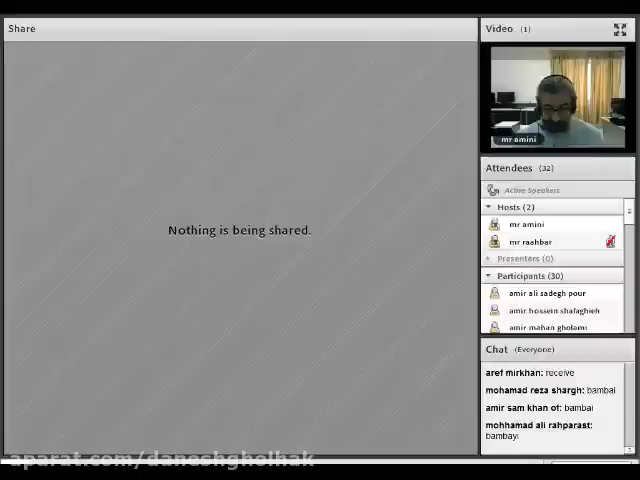 Share
Nothing is being shared.
Video (1)
mr amini
Attendees (32)
Active Speakers
Hosts (2)
mr amini
mr raahbar
Presenters (0)
Participants (30)
amir ali sadegh pour
amir hossein shafaghieh
amir mahan gholami
Chat (Everyone)
aref mirkhan: receive
mohamad reza shargh: bambai
amir sam khan of: bambai
mohhamad ali rahparast:
bambayi
aparat.com/daneshgholhak